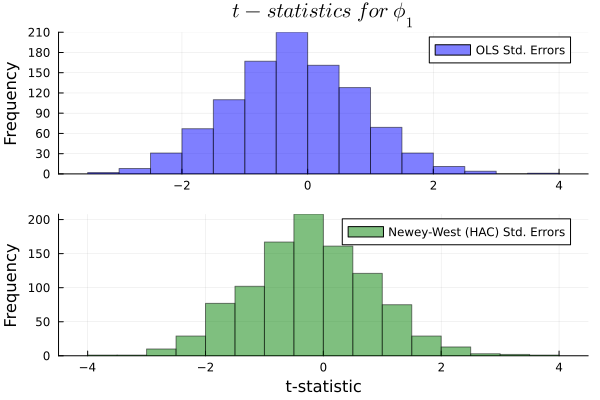 t − statistics for ϕ₁
OLS Std. Errors
Frequency
210
180
150
120
90
60
30
0
−2 0 2 4
Newey-West (HAC) Std. Errors
Frequency
200
150
100
50
0
−4 −2 0 2 4
t-statistic